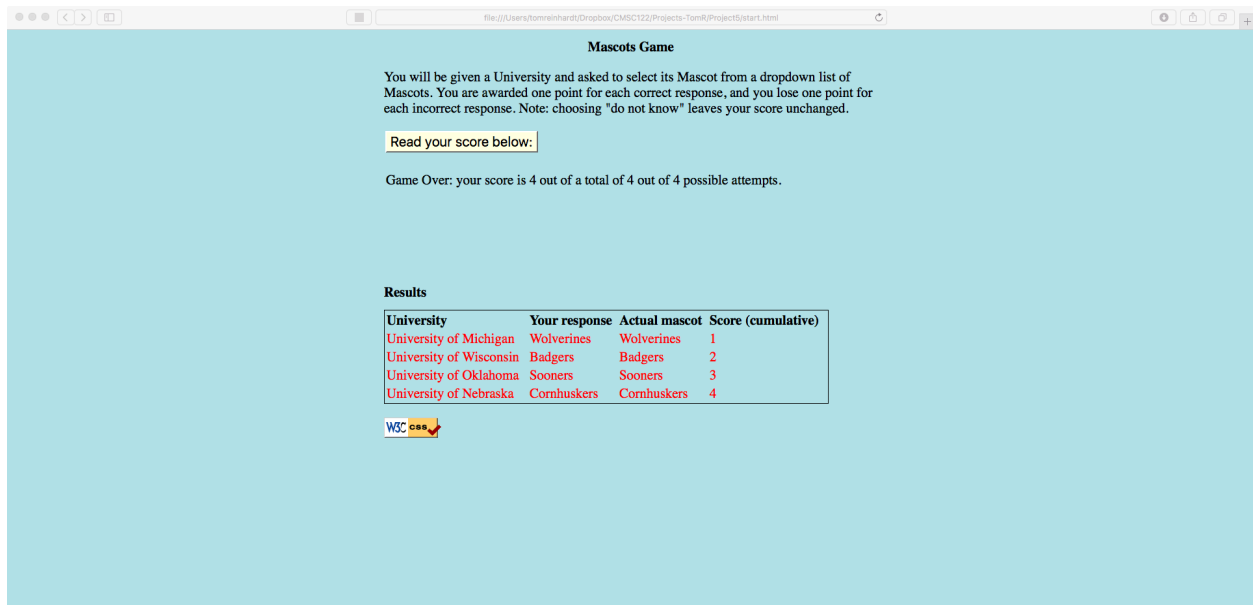 file:///Users/tomreinhardt/Dropbox/CMSC122/Projects-TomR/Project5/start.html
Mascots Game
You will be given a University and asked to select its Mascot from a dropdown list of
Mascots. You are awarded one point for each correct response, and you lose one point for
each incorrect response. Note: choosing "do not know" leaves your score unchanged.
Read your score below:
Game Over: your score is 4 out of a total of 4 out of 4 possible attempts.
Results
University Your response Actual mascot Score (cumulative)
University of Michigan Wolverines Wolverines 1
University of Wisconsin Badgers Badgers 2
University of Oklahoma Sooners Sooners 3
University of Nebraska Cornhuskers Cornhuskers 4
W3C css